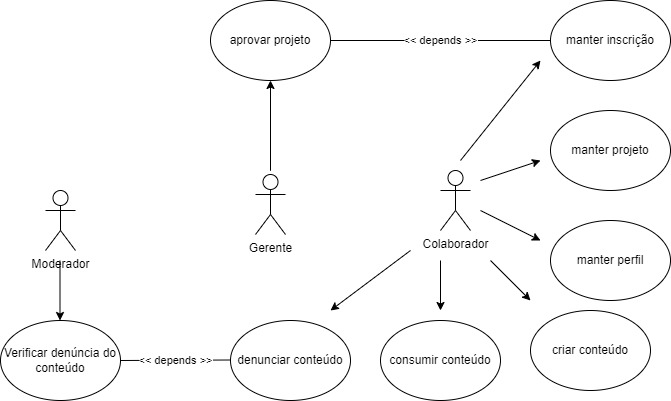 aprovar projeto
<< depends >>
manter inscrição
manter projeto
Gerente
Colaborador
Moderador
manter perfil
Verificar denúncia do
conteúdo
<< depends >>
denunciar conteúdo
consumir conteúdo
criar conteúdo